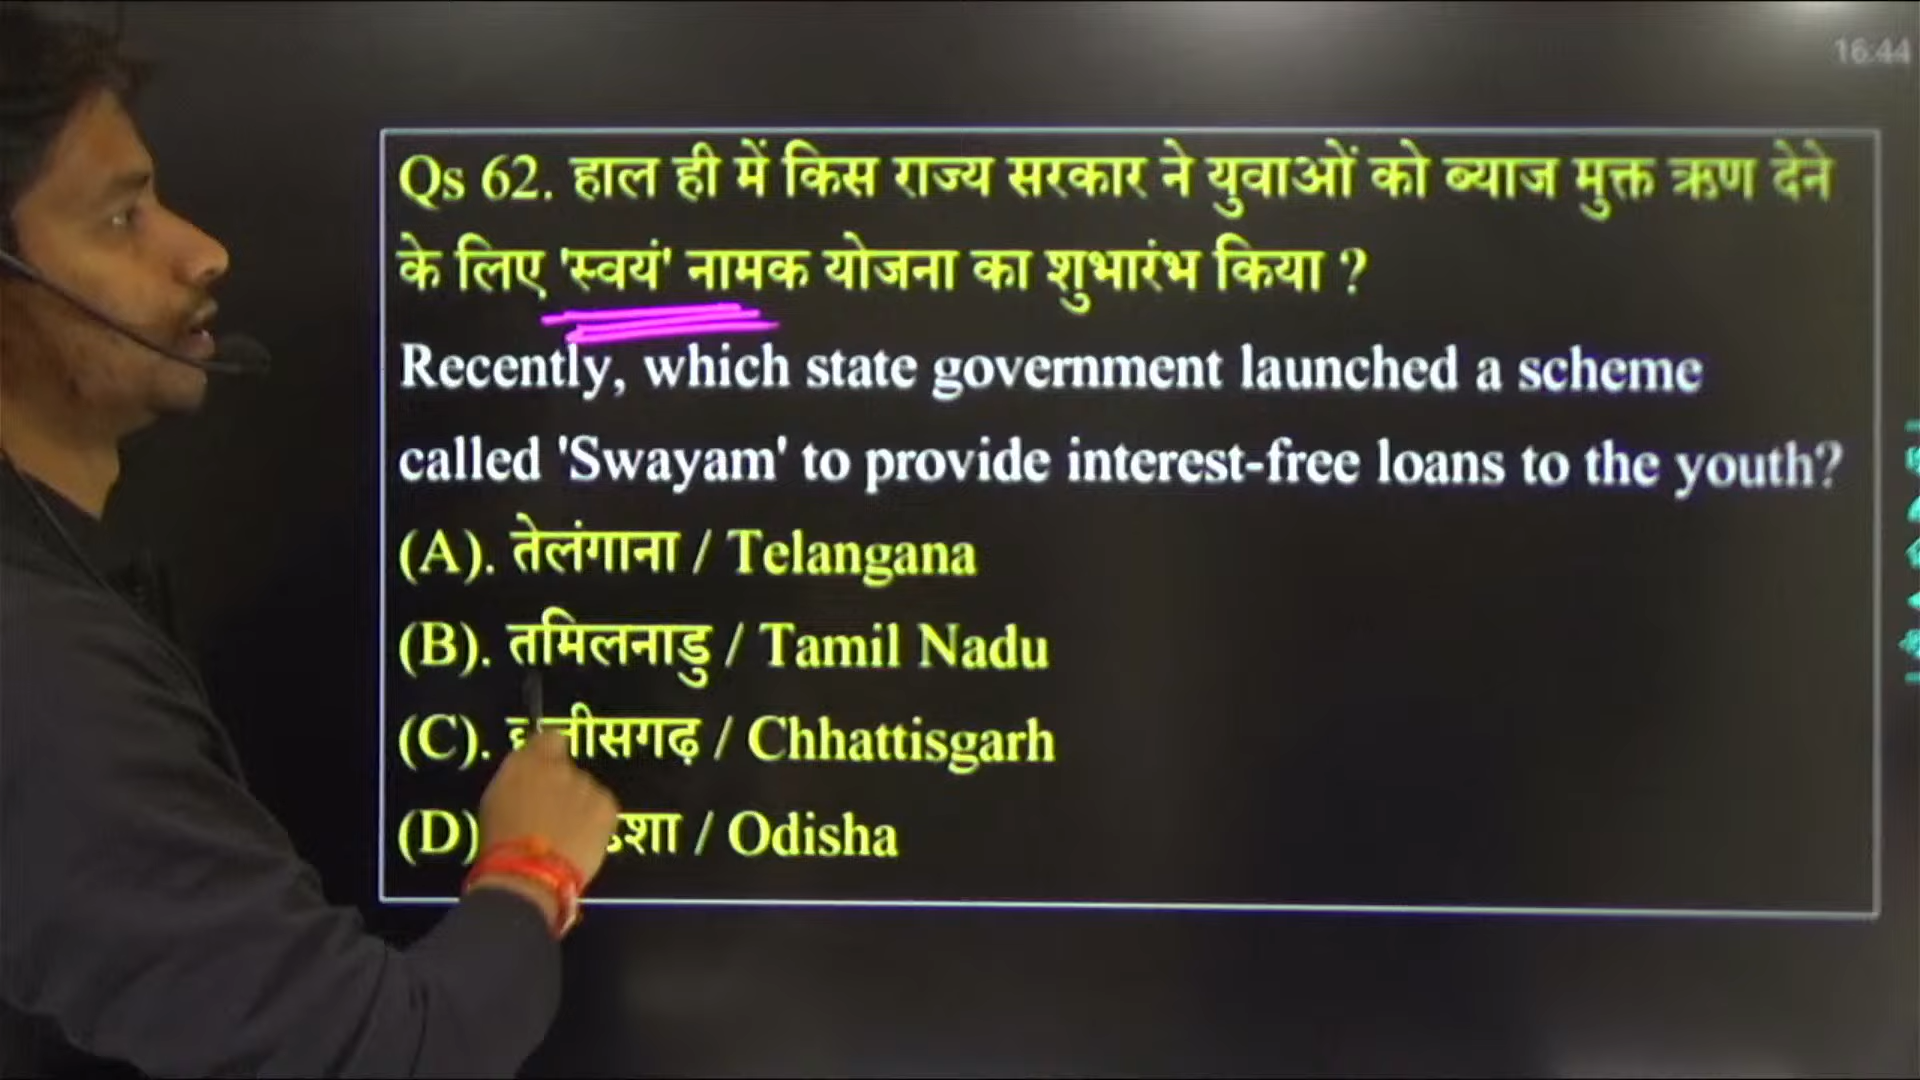 16:44
Qs 62. हाल ही में किस राज्य सरकार ने युवाओं को ब्याज मुक्त ऋण देने
के लिए 'स्वयं' नामक योजना का शुभारंभ किया ?
Recently, which state government launched a scheme
called 'Swayam' to provide interest-free loans to the youth?
(A). तेलंगाना / Telangana
(B). तमिलनाडु / Tamil Nadu
(C). / Chhattisgarh
(D) / Odisha